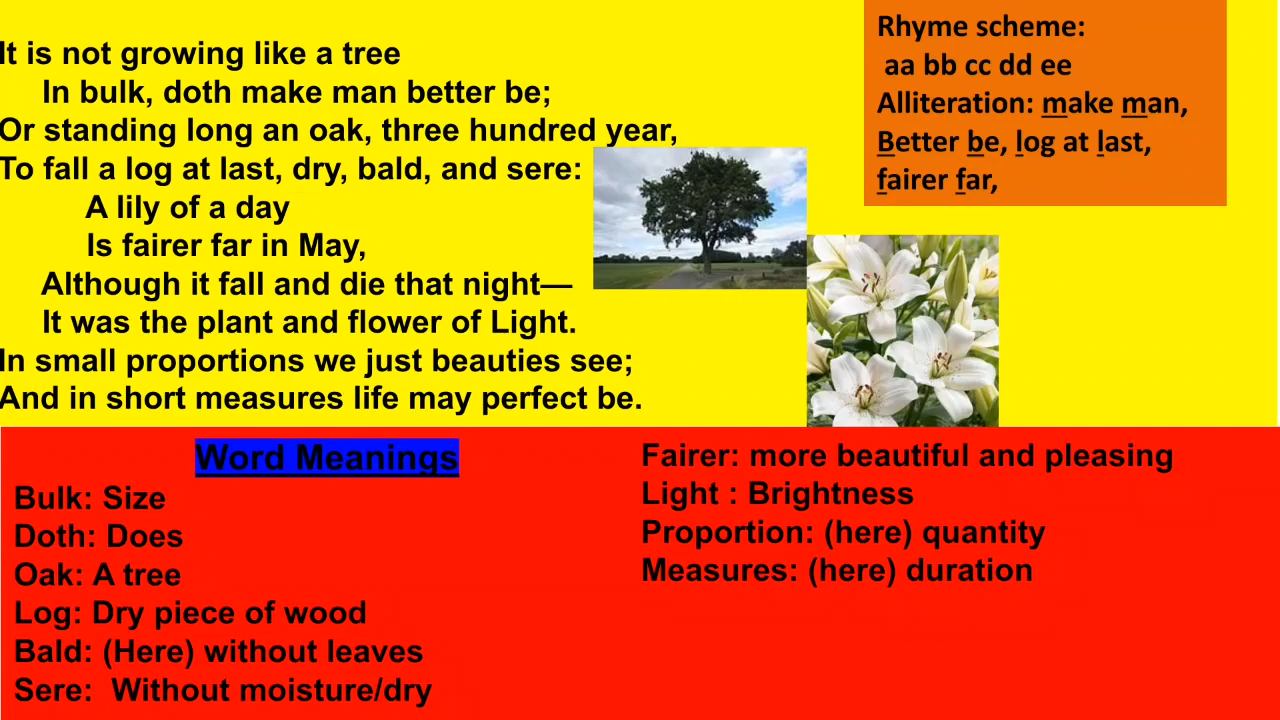 It is not growing like a tree
In bulk, doth make man better be;
Or standing long an oak, three hundred year,
To fall a log at last, dry, bald, and sere:
A lily of a day
Is fairer far in May,
Although it fall and die that night—
It was the plant and flower of Light.
In small proportions we just beauties see;
And in short measures life may perfect be.
Rhyme scheme:
aa bb cc dd ee
Alliteration: make man,
Better be, log at last,
fairer far,
Word Meanings
Bulk: Size
Doth: Does
Oak: A tree
Log: Dry piece of wood
Bald: (Here) without leaves
Sere:  Without moisture/dry
Fairer: more beautiful and pleasing
Light : Brightness
Proportion: (here) quantity
Measures: (here) duration